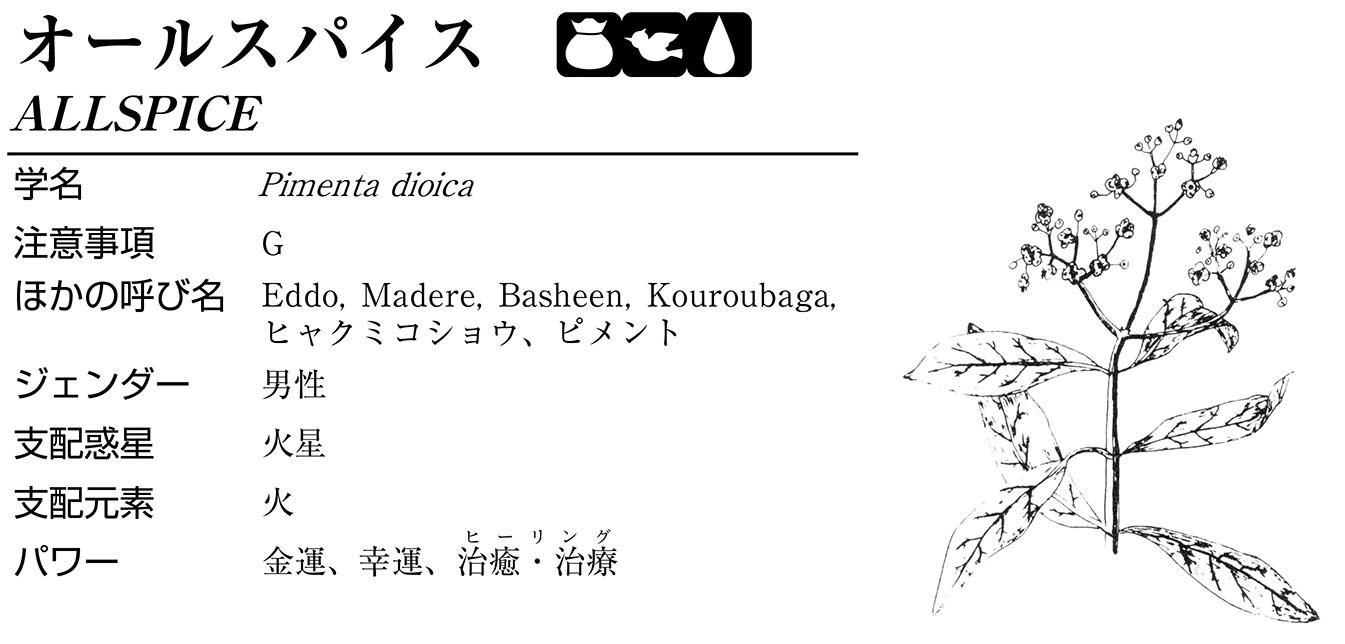 オールスパイス
ALLSPICE
学名 Pimenta dioica
注意事項 G
ほかの呼び名 Eddo, Madere, Basheen, Kouroubaga,
ヒャクミコショウ、ピメント
ジェンダー 男性
支配惑星 火星
支配元素 火
ヒーリング
パワー 金運、幸運、治癒・治療